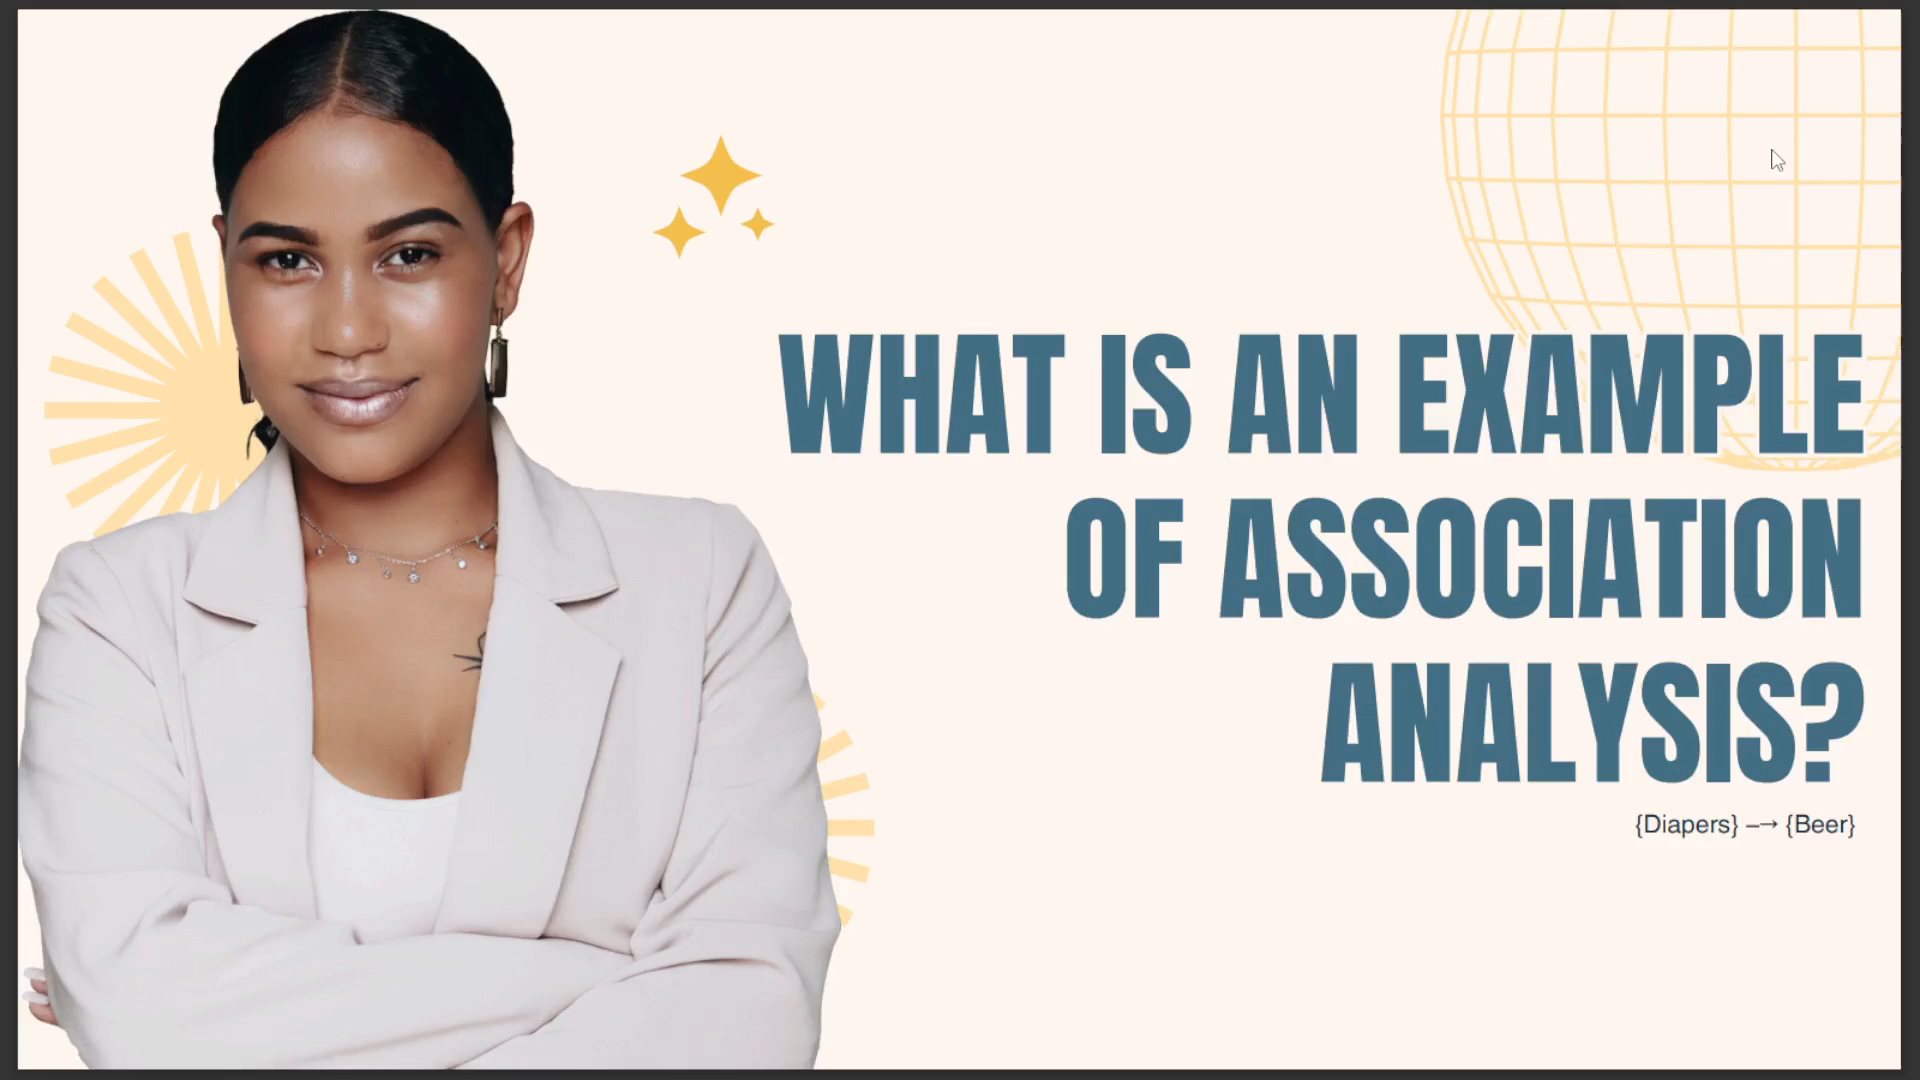 WHAT IS AN EXAMPLE
OF ASSOCIATION
ANALYSIS?
{Diapers} –→ {Beer}